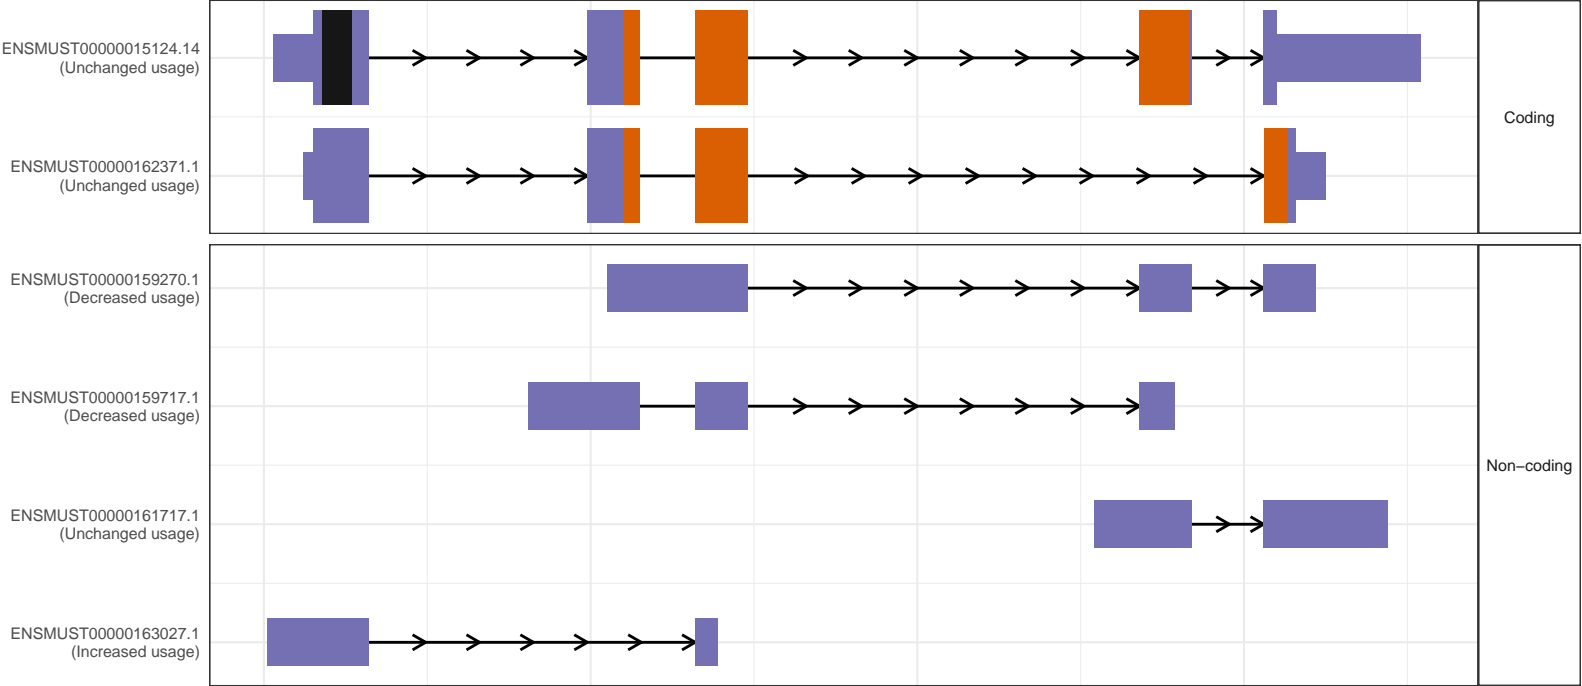 ENSMUST00000015124.14
(Unchanged usage)
ENSMUST00000162371.1
(Unchanged usage)
Coding
ENSMUST00000159270.1
(Decreased usage)
ENSMUST00000159717.1
(Decreased usage)
ENSMUST00000161717.1
(Unchanged usage)
ENSMUST00000163027.1
(Increased usage)
Non−coding